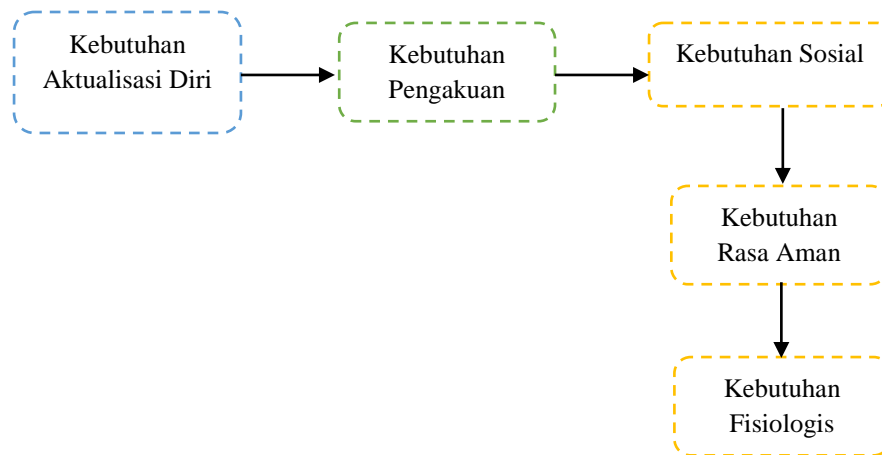 Kebutuhan
Aktualisasi Diri
Kebutuhan
Pengakuan
Kebutuhan Sosial
Kebutuhan
Rasa Aman
Kebutuhan
Fisiologis